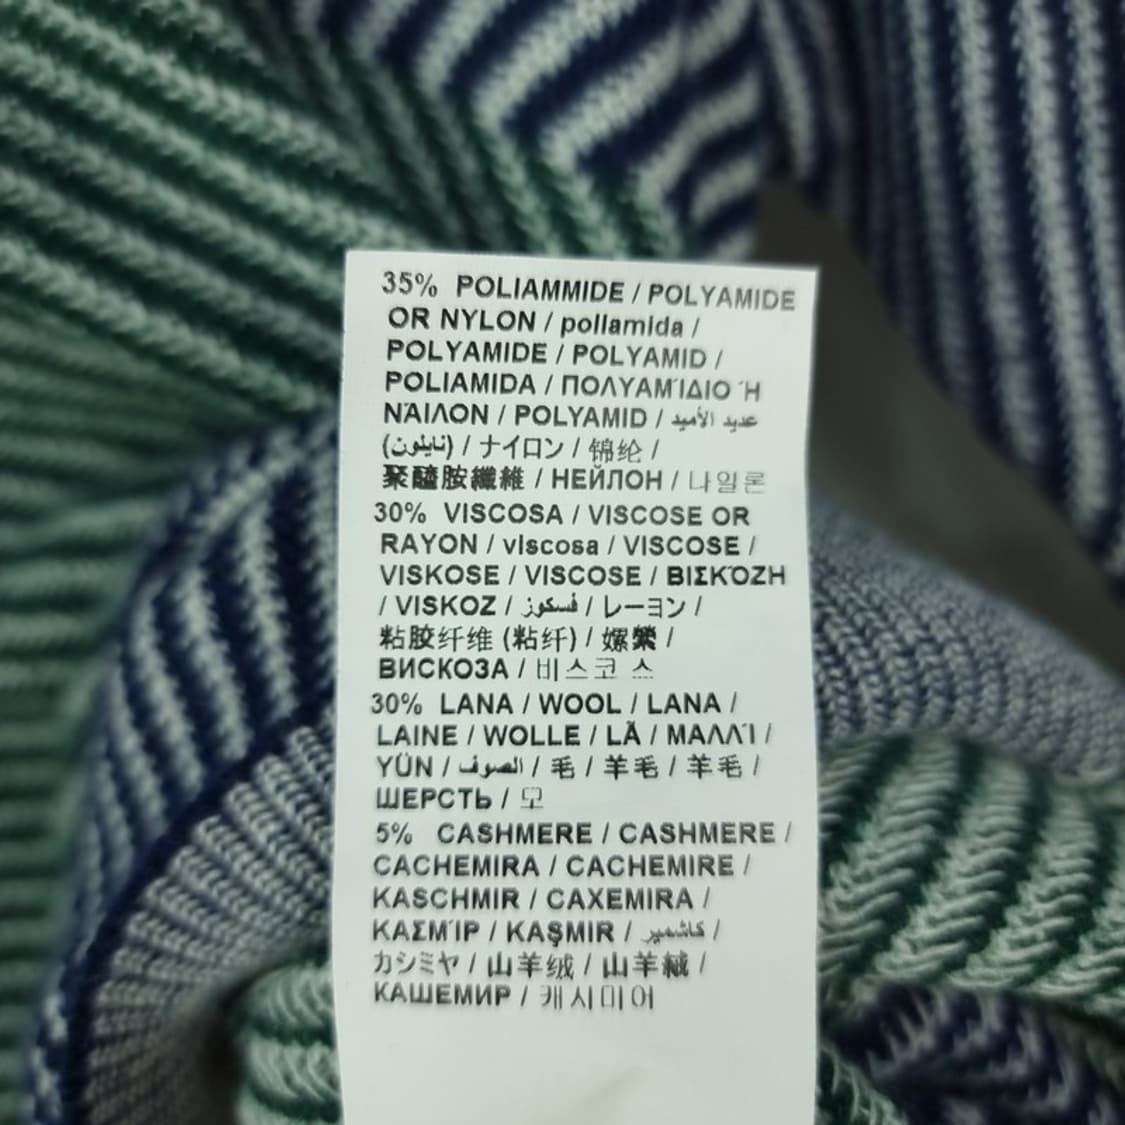 35% POLIAMMIDE / POLYAMIDE
OR NYLON / poliamida /
POLYAMIDE / POLYAMID /
POLIAMIDA / ΠΟΛΥΑΜΊΔΙΟ Ή
ΝΆΙΛΟΝ / POLYAMID / عديد الأميد
(نايلون) / ナイロン / 锦纶 /
聚醯胺纖維 / НЕЙЛОН / 나일론
30% VISCOSA / VISCOSE OR
RAYON / viscosa / VISCOSE /
VISKOSE / VISCOSE / ΒΙΣΚΌΖΗ
/ VISKOZ / فسكوز / レーヨン /
粘胶纤维 (粘纤) / 嫘縈 /
ВИСКОЗА / 비스코 스
30% LANA / WOOL / LANA /
LAINE / WOLLE / LÃ / ΜΑΛΛΊ /
YÜN / الصوف / 毛 / 羊毛 / 羊毛 /
ШЕРСТЬ / 모
5% CASHMERE / CASHMERE /
CACHEMIRA / CACHEMIRE /
KASCHMIR / CAXEMIRA /
ΚΑΣΜΊΡ / KAŞMIR / كاشمير /
カシミヤ / 山羊绒 / 山羊絨 /
КАШЕМИР / 캐시미어